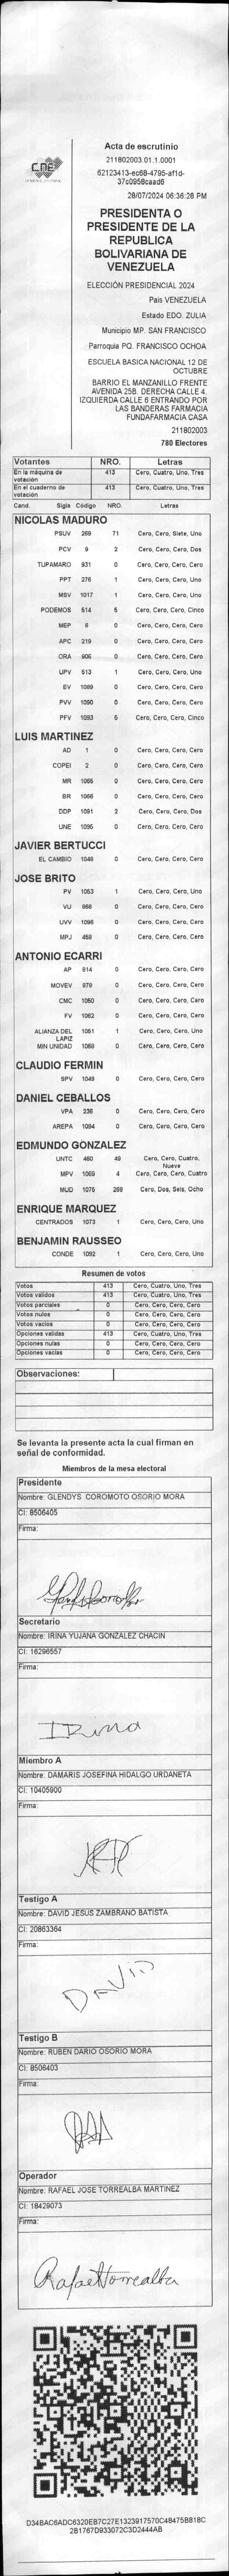 CNE
Acta de escrutinio
211802003.01.1.0001
62123413-ec68-4795-af1d-
37c0958caad6
28/07/2024 06:36:28 PM
PRESIDENTA O
PRESIDENTE DE LA
REPUBLICA
BOLIVARIANA DE
VENEZUELA
ELECCIÓN PRESIDENCIAL 2024
País VENEZUELA
Estado EDO. ZULIA
Municipio MP. SAN FRANCISCO
Parroquia PQ. FRANCISCO OCHOA
ESCUELA BASICA NACIONAL 12 DE
OCTUBRE
BARRIO EL MANZANILLO FRENTE
AVENIDA 25B. DERECHA CALLE 4.
IZQUIERDA CALLE 6 ENTRANDO POR
LAS BANDERAS FARMACIA
FUNDAFARMACIA CASA
211802003
780 Electores
Votantes NRO. Letras
En la máquina de votación 413 Cero, Cuatro, Uno, Tres
En el cuaderno de votación 413 Cero, Cuatro, Uno, Tres
Cand. Sigla Código NRO. Letras
NICOLAS MADURO
PSUV 269 71 Cero, Cero, Siete, Uno
PCV 9 2 Cero, Cero, Cero, Dos
TUPAMARO 931 0 Cero, Cero, Cero, Cero
PPT 276 1 Cero, Cero, Cero, Uno
MSV 1017 1 Cero, Cero, Cero, Uno
PODEMOS 514 5 Cero, Cero, Cero, Cinco
MEP 6 0 Cero, Cero, Cero, Cero
APC 219 0 Cero, Cero, Cero, Cero
ORA 906 0 Cero, Cero, Cero, Cero
UPV 513 1 Cero, Cero, Cero, Uno
EV 1089 0 Cero, Cero, Cero, Cero
PVV 1090 0 Cero, Cero, Cero, Cero
PFV 1093 5 Cero, Cero, Cero, Cinco
LUIS MARTINEZ
AD 1 0 Cero, Cero, Cero, Cero
COPEI 2 0 Cero, Cero, Cero, Cero
MR 1065 0 Cero, Cero, Cero, Cero
BR 1066 0 Cero, Cero, Cero, Cero
DDP 1091 2 Cero, Cero, Cero, Dos
UNE 1095 0 Cero, Cero, Cero, Cero
JAVIER BERTUCCI
EL CAMBIO 1048 0 Cero, Cero, Cero, Cero
JOSE BRITO
PV 1053 1 Cero, Cero, Cero, Uno
VU 868 0 Cero, Cero, Cero, Cero
UVV 1096 0 Cero, Cero, Cero, Cero
MPJ 459 0 Cero, Cero, Cero, Cero
ANTONIO ECARRI
AP 814 0 Cero, Cero, Cero, Cero
MOVEV 979 0 Cero, Cero, Cero, Cero
CMC 1050 0 Cero, Cero, Cero, Cero
FV 1062 0 Cero, Cero, Cero, Cero
ALIANZA DEL LAPIZ 1051 1 Cero, Cero, Cero, Uno
MIN UNIDAD 1069 0 Cero, Cero, Cero, Cero
CLAUDIO FERMIN
SPV 1049 0 Cero, Cero, Cero, Cero
DANIEL CEBALLOS
VPA 236 0 Cero, Cero, Cero, Cero
AREPA 1094 0 Cero, Cero, Cero, Cero
EDMUNDO GONZALEZ
UNTC 460 49 Cero, Cero, Cuatro, Nueve
MPV 1069 4 Cero, Cero, Cero, Cuatro
MUD 1075 268 Cero, Dos, Seis, Ocho
ENRIQUE MARQUEZ
CENTRADOS 1073 1 Cero, Cero, Cero, Uno
BENJAMIN RAUSSEO
CONDE 1092 1 Cero, Cero, Cero, Uno
Resumen de votos
Votos 413 Cero, Cuatro, Uno, Tres
Votos validos 413 Cero, Cuatro, Uno, Tres
Votos parciales 0 Cero, Cero, Cero, Cero
Votos nulos 0 Cero, Cero, Cero, Cero
Votos vacios 0 Cero, Cero, Cero, Cero
Opciones validas 413 Cero, Cuatro, Uno, Tres
Opciones nulas 0 Cero, Cero, Cero, Cero
Opciones vacias 0 Cero, Cero, Cero, Cero
Observaciones:
Se levanta la presente acta la cual firman en
señal de conformidad.
Miembros de la mesa electoral
Presidente
Nombre: GLENDYS COROMOTO OSORIO MORA
CI: 8506405
Firma:
Secretario
Nombre: IRINA YUJANA GONZALEZ CHACIN
CI: 16296557
Firma:
IRina
Miembro A
Nombre: DAMARIS JOSEFINA HIDALGO URDANETA
CI: 10405900
Firma:
Testigo A
Nombre: DAVID JESUS ZAMBRANO BATISTA
CI: 20863364
Firma:
DAViD
Testigo B
Nombre: RUBEN DARIO OSORIO MORA
CI: 8506403
Firma:
Operador
Nombre: RAFAEL JOSE TORREALBA MARTINEZ
CI: 18429073
Firma:
Rafael Torrealba
D34BAC6ADC6320EB7C27E1323917570C48475B818C
2B1767D933072C3D2444AB